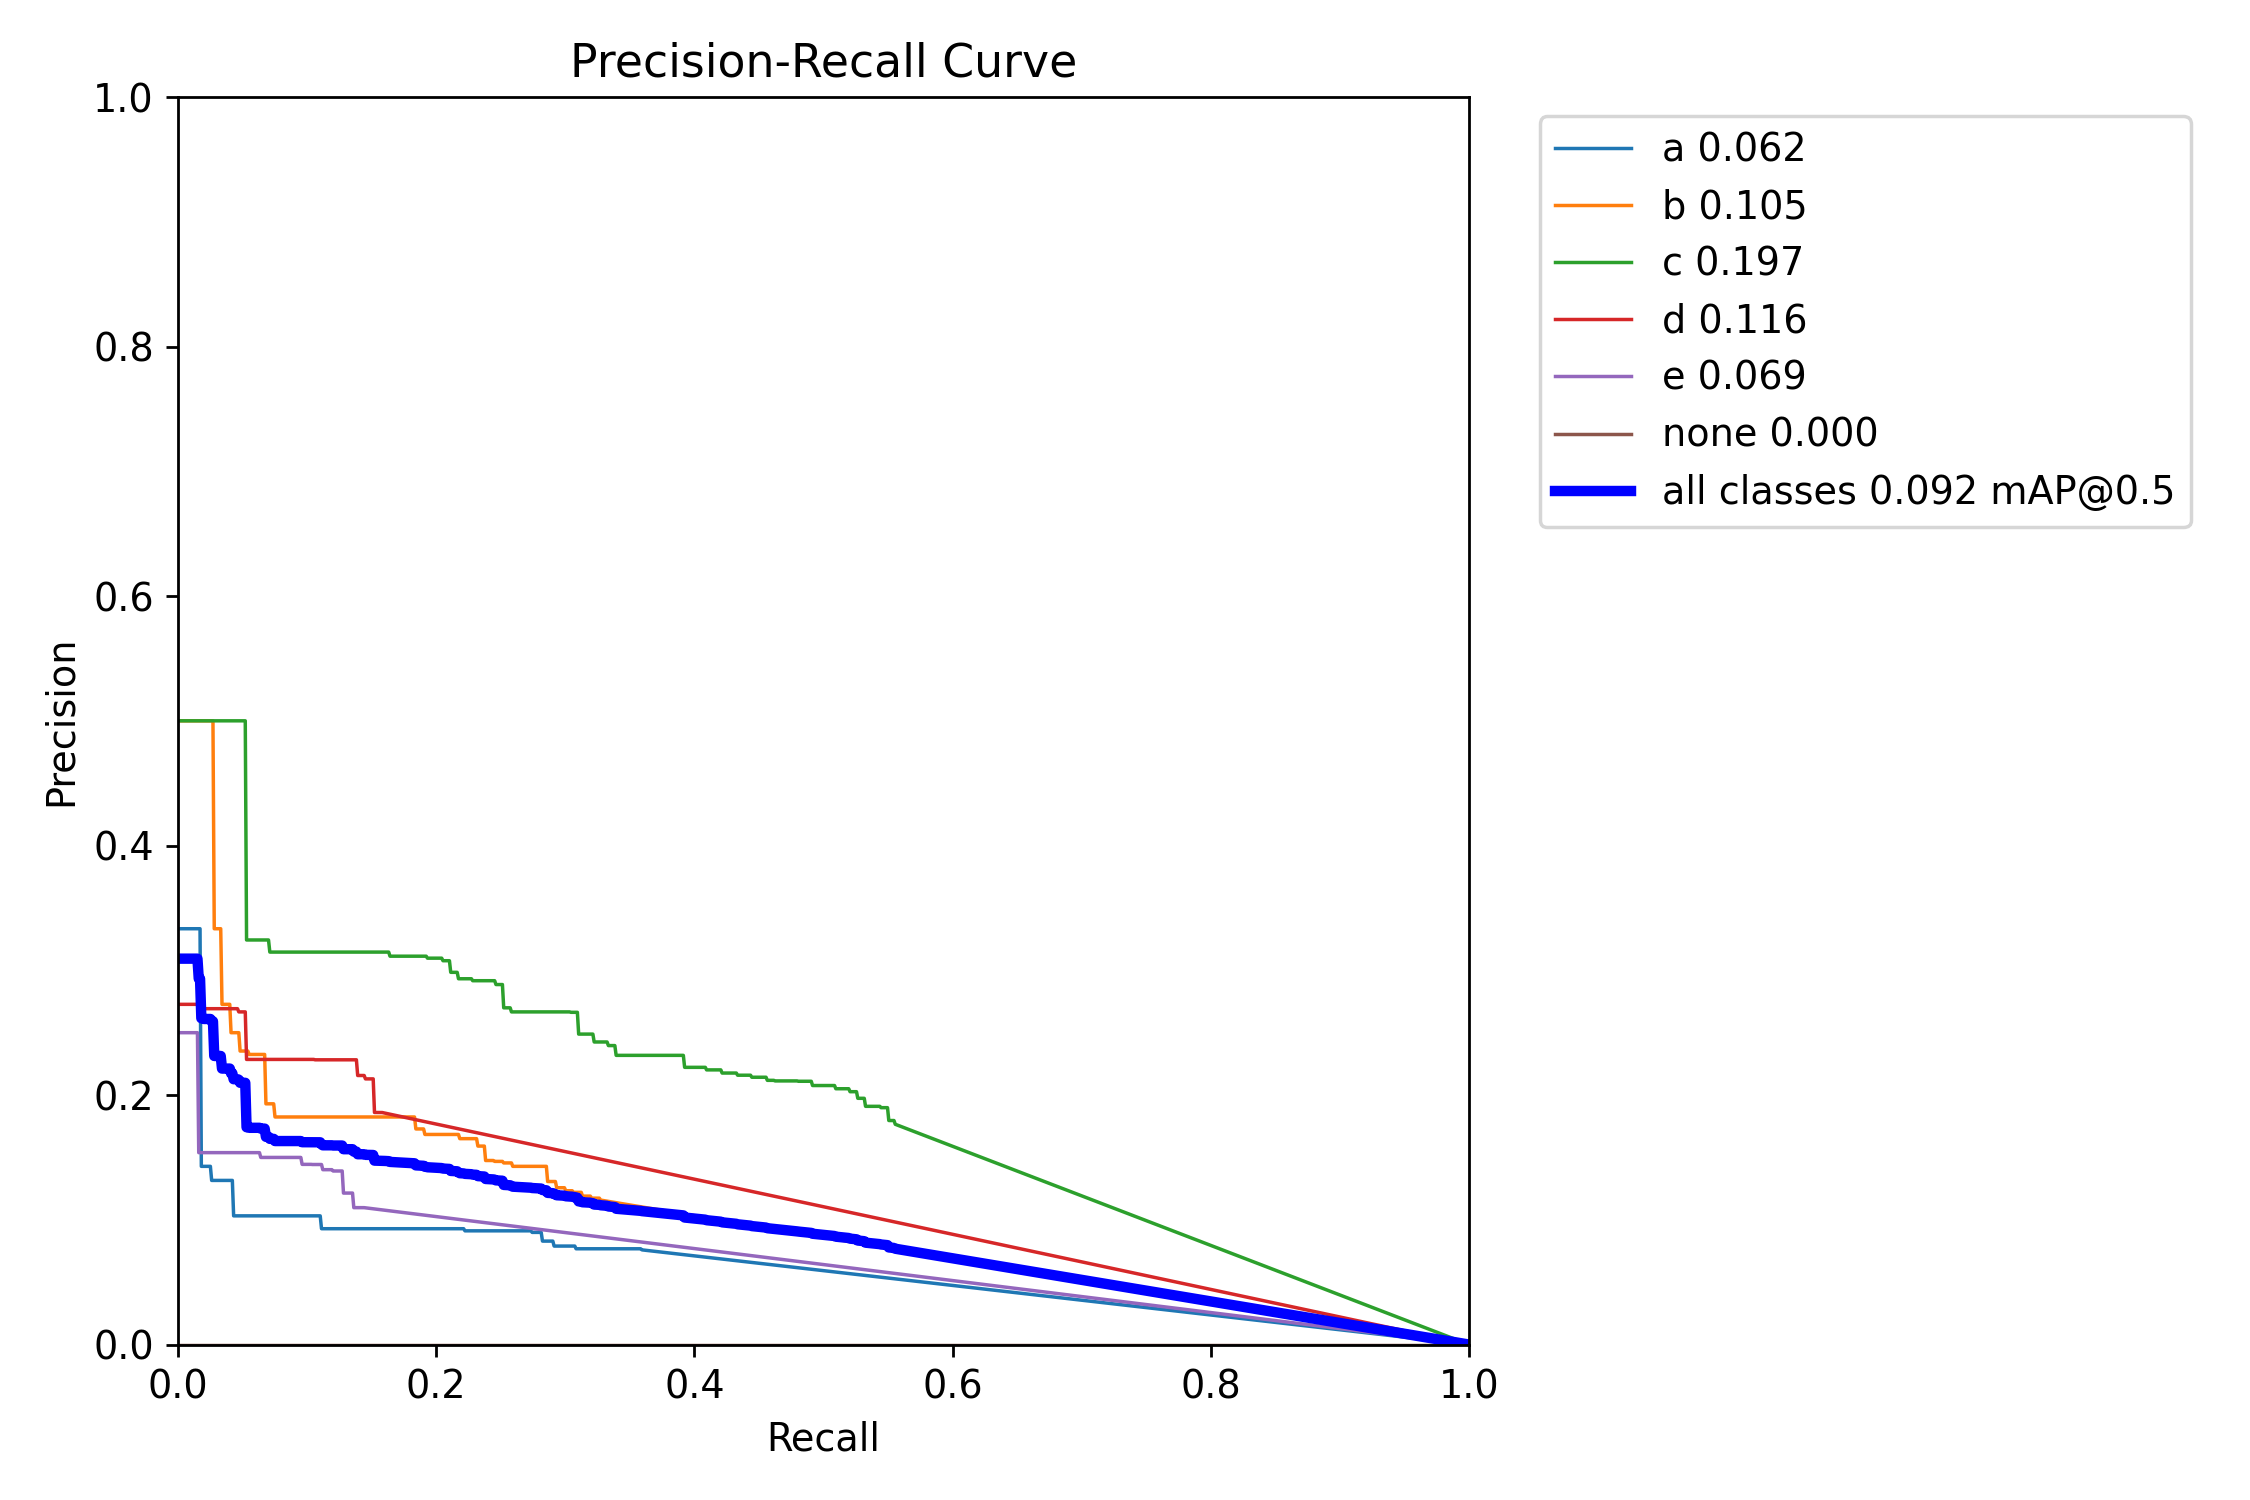 Precision-Recall Curve
1.0
0.8
0.6
0.4
0.2
0.0
Precision
0.0 0.2 0.4 0.6 0.8 1.0
Recall
a 0.062
b 0.105
c 0.197
d 0.116
e 0.069
none 0.000
all classes 0.092 mAP@0.5